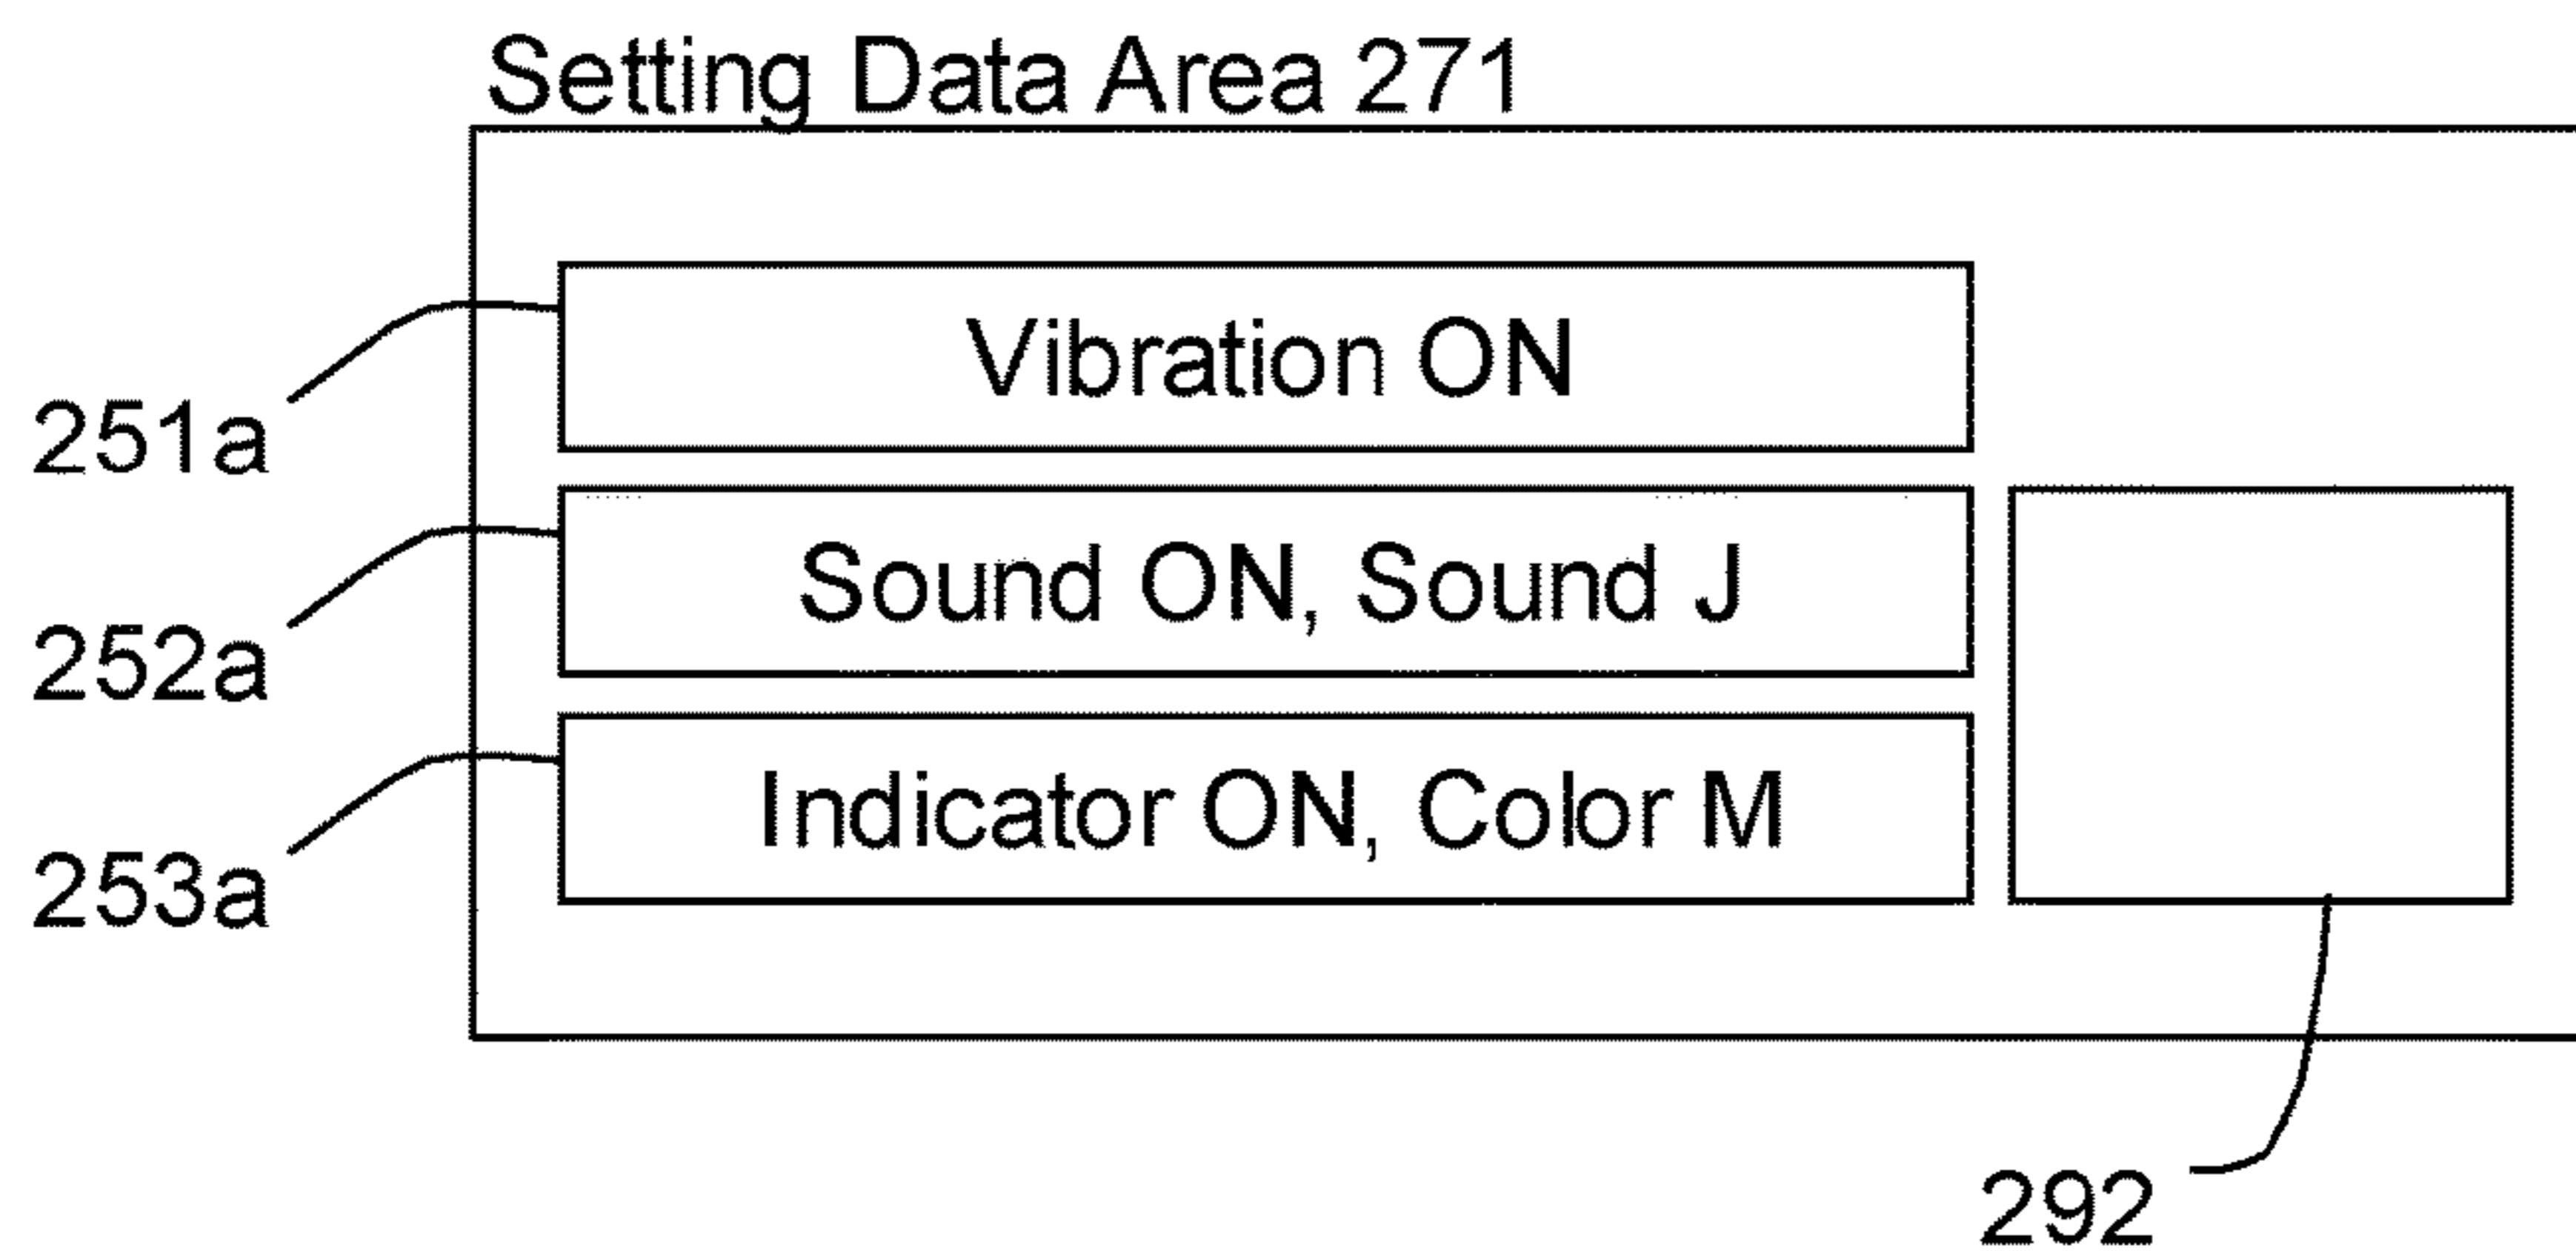 Setting Data Area 271
Vibration ON
251a
Sound ON, Sound J
252a
Indicator ON, Color M
253a
292